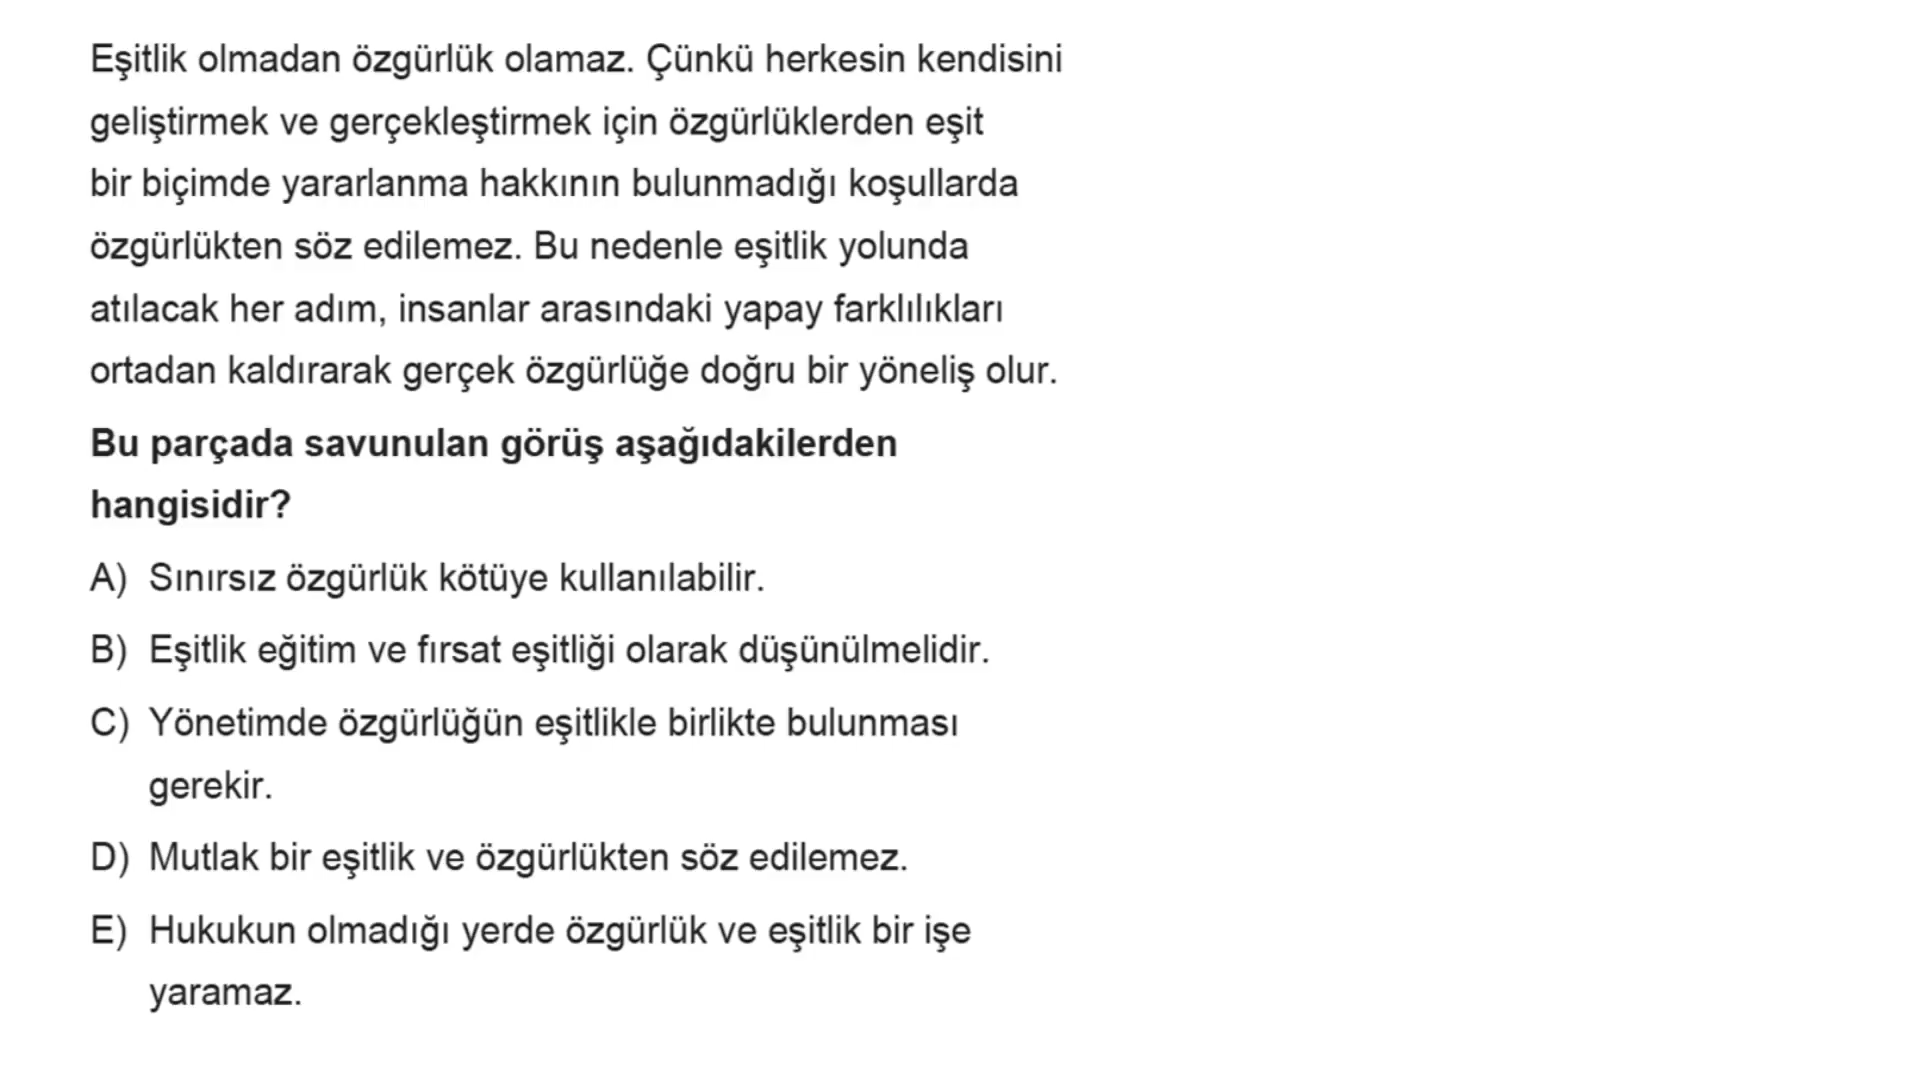 Eşitlik olmadan özgürlük olamaz. Çünkü herkesin kendisini
geliştirmek ve gerçekleştirmek için özgürlüklerden eşit
bir biçimde yararlanma hakkının bulunmadığı koşullarda
özgürlükten söz edilemez. Bu nedenle eşitlik yolunda
atılacak her adım, insanlar arasındaki yapay farklılıkları
ortadan kaldırarak gerçek özgürlüğe doğru bir yöneliş olur.
Bu parçada savunulan görüş aşağıdakilerden
hangisidir?
A) Sınırsız özgürlük kötüye kullanılabilir.
B) Eşitlik eğitim ve fırsat eşitliği olarak düşünülmelidir.
C) Yönetimde özgürlüğün eşitlikle birlikte bulunması
gerekir.
D) Mutlak bir eşitlik ve özgürlükten söz edilemez.
E) Hukukun olmadığı yerde özgürlük ve eşitlik bir işe
yaramaz.